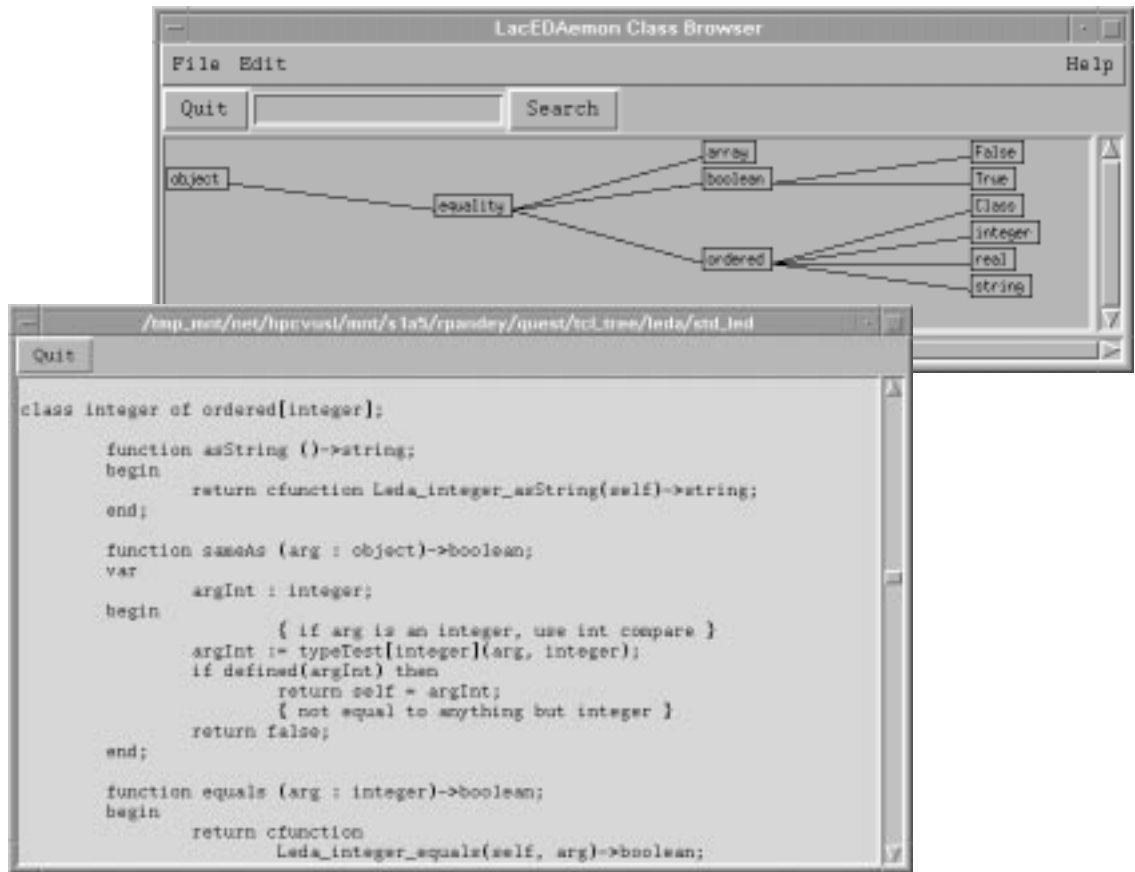 LacEDAemon Class Browser
File Edit Help
Quit Search
array False
object boolean True
equality Class
integer
ordered real
string
/tmp_mnt/net/hpcvusl/mnt/s1a5/rpandey/quest/tcl_tree/leda/std_led
Quit
class integer of ordered[integer];
function asString ()->string;
begin
return cfunction Leda_integer_asString(self)->string;
end;
function sameAs (arg : object)->boolean;
var
argInt : integer;
begin
{ if arg is an integer, use int compare }
argInt := typeTest[integer](arg, integer);
if defined(argInt) then
return self = argInt;
{ not equal to anything but integer }
return false;
end;
function equals (arg : integer)->boolean;
begin
return cfunction
Leda_integer_equals(self, arg)->boolean;